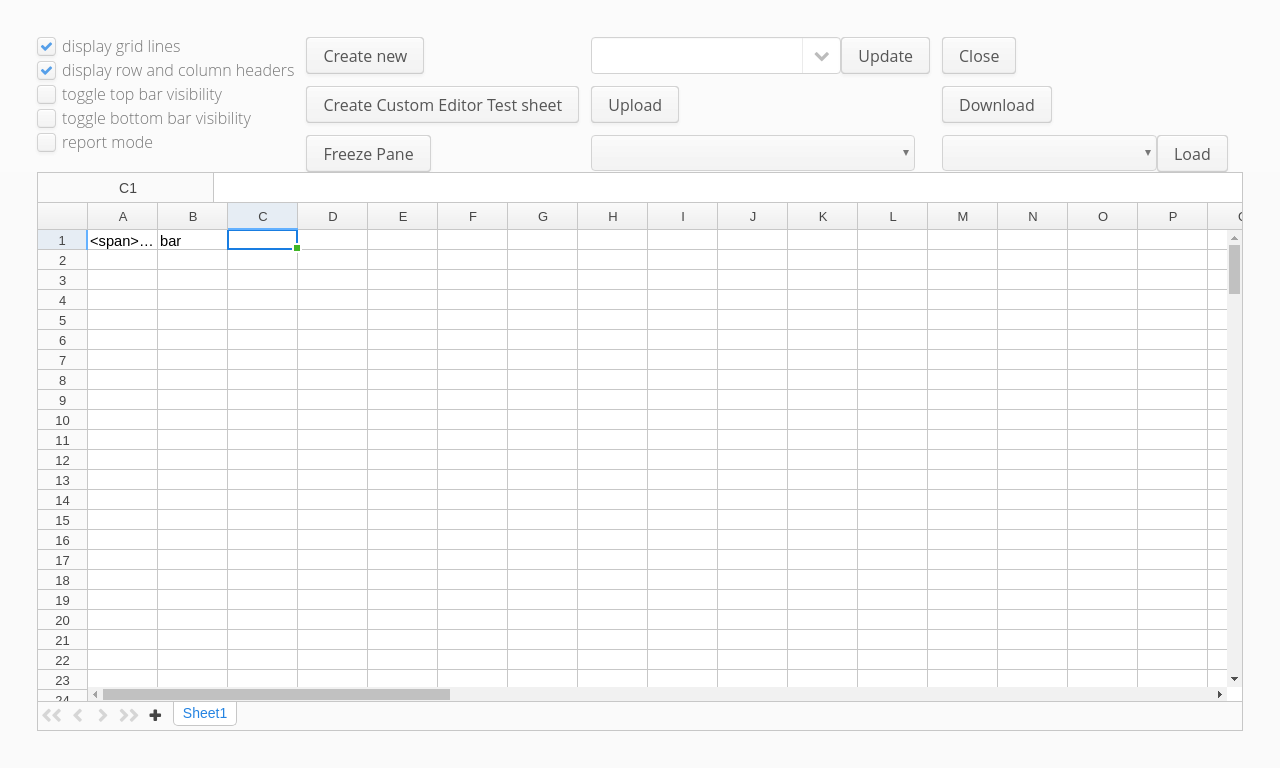 display grid lines
display row and column headers
toggle top bar visibility
toggle bottom bar visibility
report mode
Create new
Update
Close
Create Custom Editor Test sheet
Upload
Download
Freeze Pane
Load
C1
A B C D E F G H I J K L M N O P
1 <span>… bar
2
3
4
5
6
7
8
9
10
11
12
13
14
15
16
17
18
19
20
21
22
23
24
Sheet1